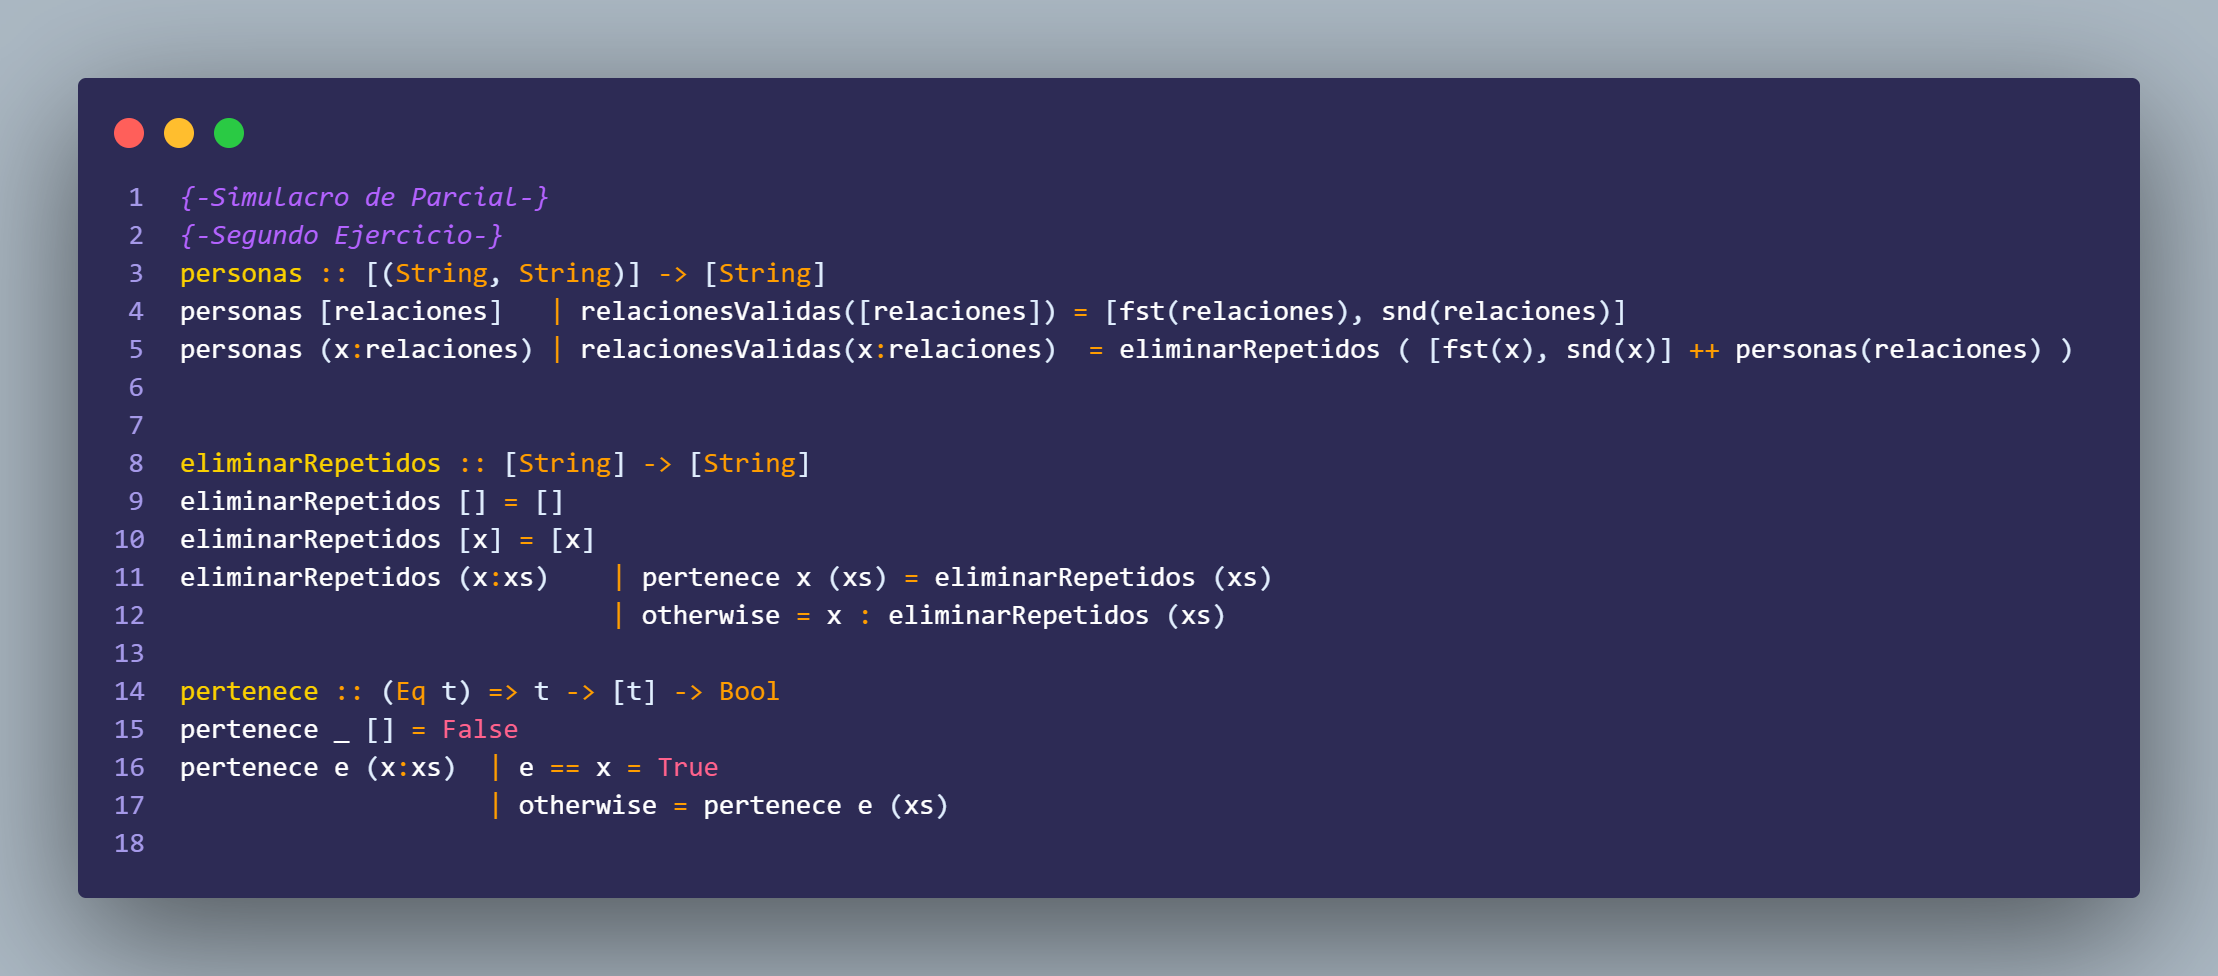 1 {-Simulacro de Parcial-}
2 {-Segundo Ejercicio-}
3 personas :: [(String, String)] -> [String]
4 personas [relaciones]   | relacionesValidas([relaciones]) = [fst(relaciones), snd(relaciones)]
5 personas (x:relaciones) | relacionesValidas(x:relaciones)  = eliminarRepetidos ( [fst(x), snd(x)] ++ personas(relaciones) )
6
7
8 eliminarRepetidos :: [String] -> [String]
9 eliminarRepetidos [] = []
10 eliminarRepetidos [x] = [x]
11 eliminarRepetidos (x:xs)    | pertenece x (xs) = eliminarRepetidos (xs)
12                             | otherwise = x : eliminarRepetidos (xs)
13
14 pertenece :: (Eq t) => t -> [t] -> Bool
15 pertenece _ [] = False
16 pertenece e (x:xs)  | e == x = True
17                     | otherwise = pertenece e (xs)
18